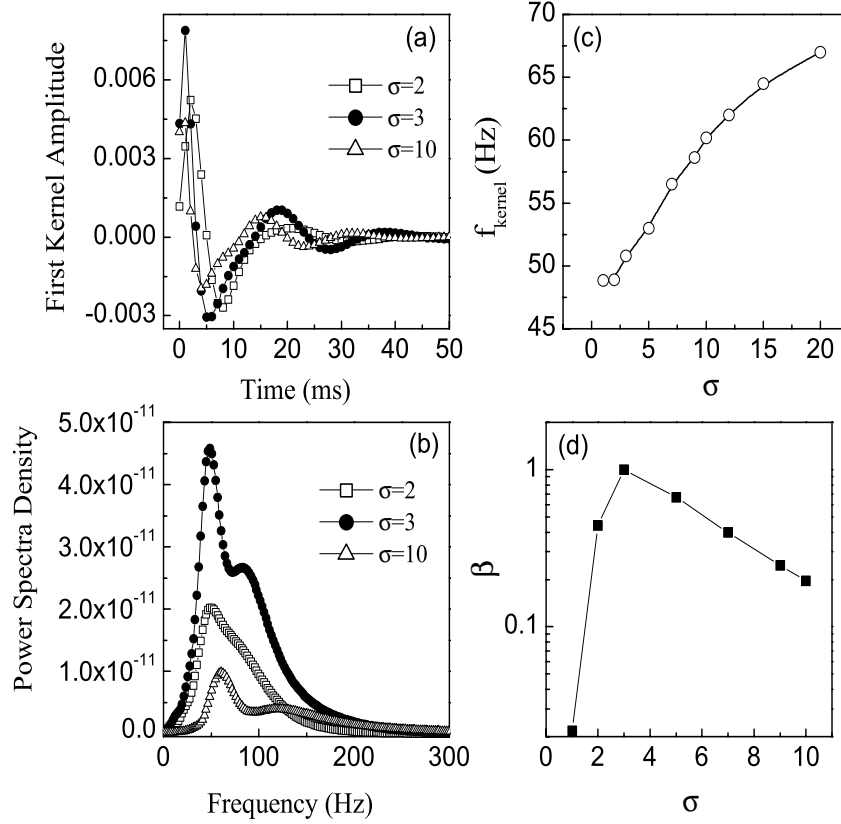 (a)
First Kernel Amplitude
0.006
0.003
0.000
-0.003
σ=2
σ=3
σ=10
0 10 20 30 40 50
Time (ms)
(c)
f_kernel (Hz)
70
65
60
55
50
45
0 5 10 15 20
σ
(b)
Power Spectra Density
5.0x10⁻¹¹
4.0x10⁻¹¹
3.0x10⁻¹¹
2.0x10⁻¹¹
1.0x10⁻¹¹
0.0
σ=2
σ=3
σ=10
0 50 100 150 200 300
Frequency (Hz)
(d)
β
1
0.1
0 2 4 6 8 10
σ